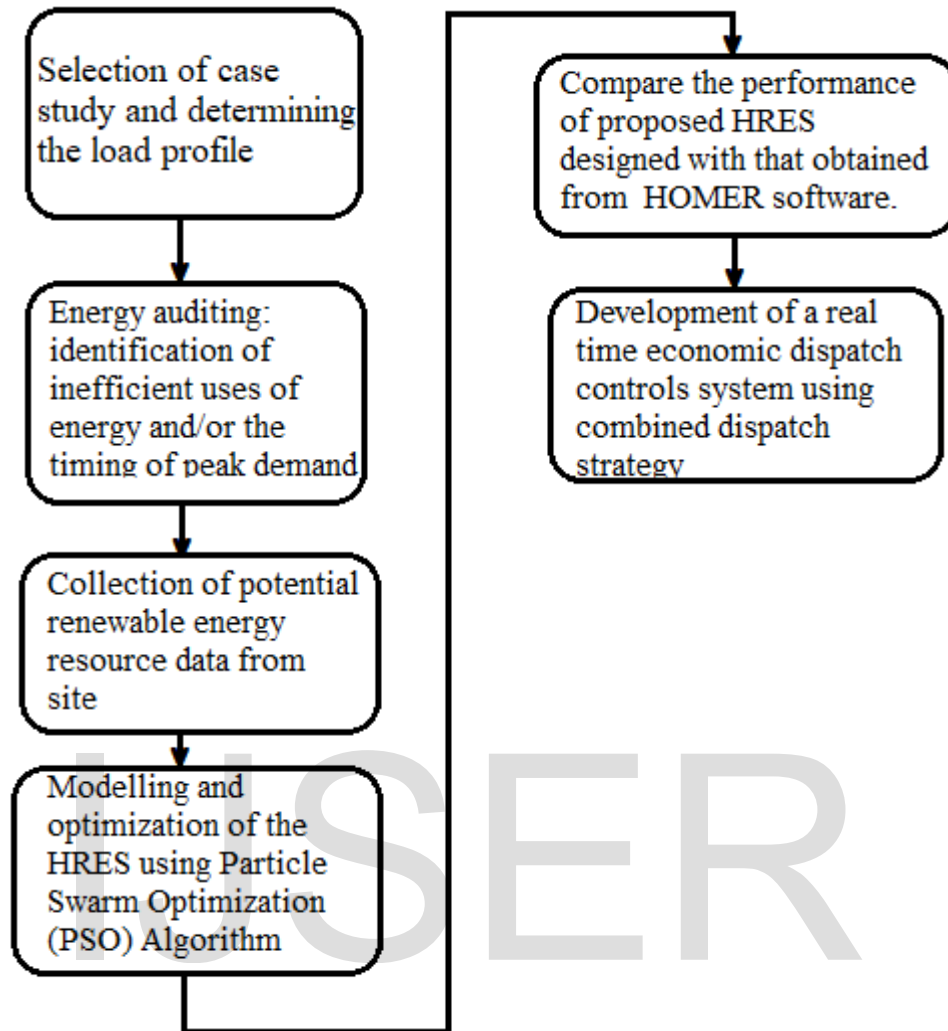 Selection of case
study and determining
the load profile
Energy auditing:
identification of
inefficient uses of
energy and/or the
timing of peak demand
Collection of potential
renewable energy
resource data from
site
Modelling and
optimization of the
HRES using Particle
Swarm Optimization
(PSO) Algorithm
Compare the performance
of proposed HRES
designed with that obtained
from HOMER software.
Development of a real
time economic dispatch
controls system using
combined dispatch
strategy
IJSER